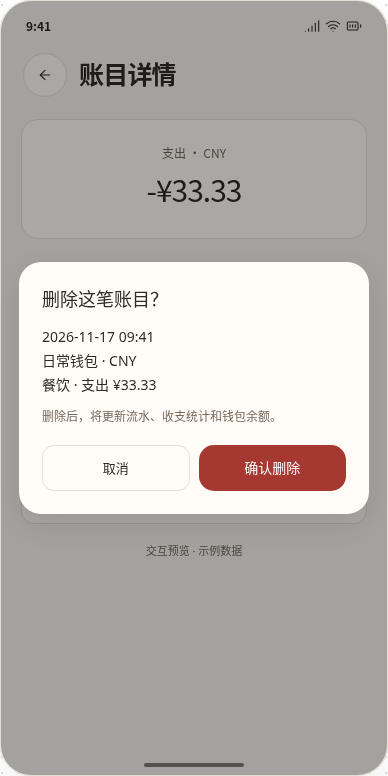 9:41
账目详情
支出 · CNY
-¥33.33
删除这笔账目?
2026-11-17 09:41
日常钱包 · CNY
餐饮 · 支出 ¥33.33
删除后，将更新流水、收支统计和钱包余额。
取消
确认删除
交互预览 · 示例数据